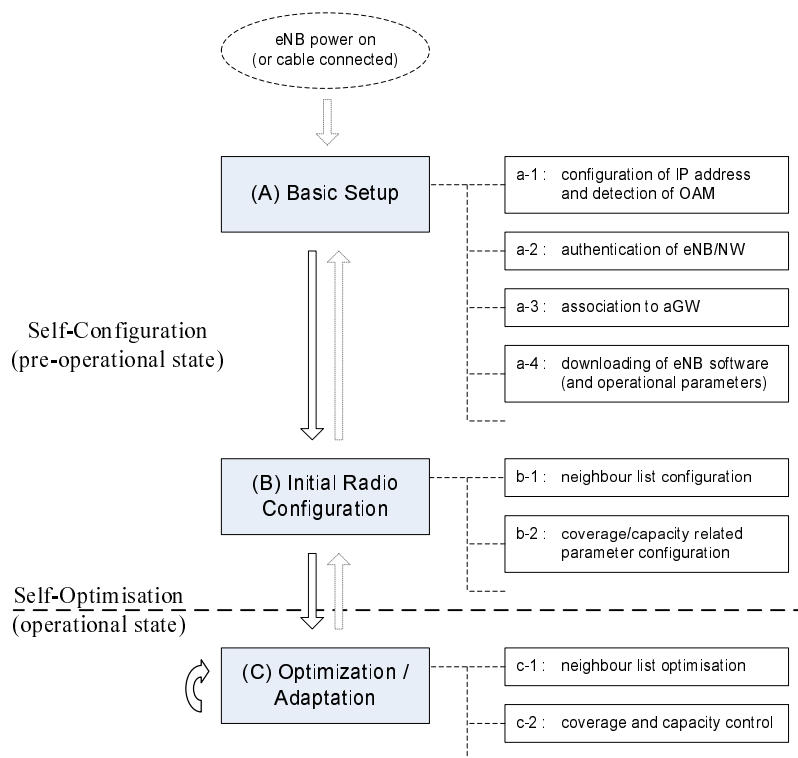 eNB power on
(or cable connected)
(A) Basic Setup
a-1 : configuration of IP address
and detection of OAM
a-2 : authentication of eNB/NW
a-3 : association to aGW
a-4 : downloading of eNB software
(and operational parameters)
Self-Configuration
(pre-operational state)
(B) Initial Radio
Configuration
b-1 : neighbour list configuration
b-2 : coverage/capacity related
parameter configuration
Self-Optimisation
(operational state)
(C) Optimization /
Adaptation
c-1 : neighbour list optimisation
c-2 : coverage and capacity control